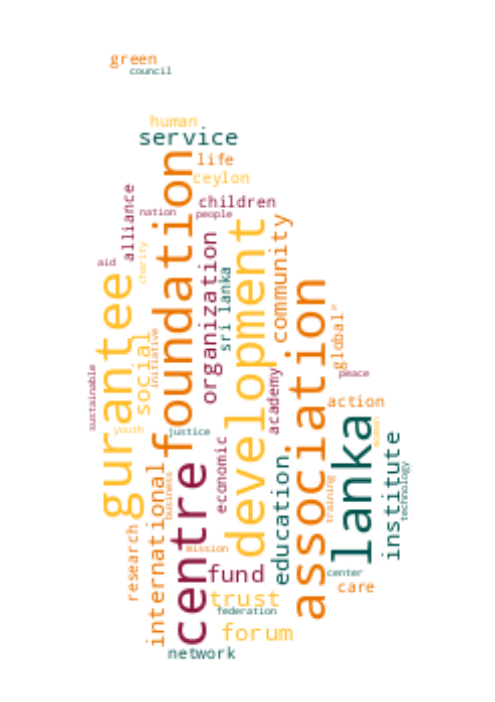 green
council
human
service
life
ceylon
children
people
nation
alliance
foundation
aid
charity
gurantee
organization
sri lanka
development
community
association
global"
social
initiative
sustainable
youth
justice
academy
peace
action
lanka
institute
technology
economic
centre
international
business
research
mission
education
training
fund
center
care
trust
federation
forum
network